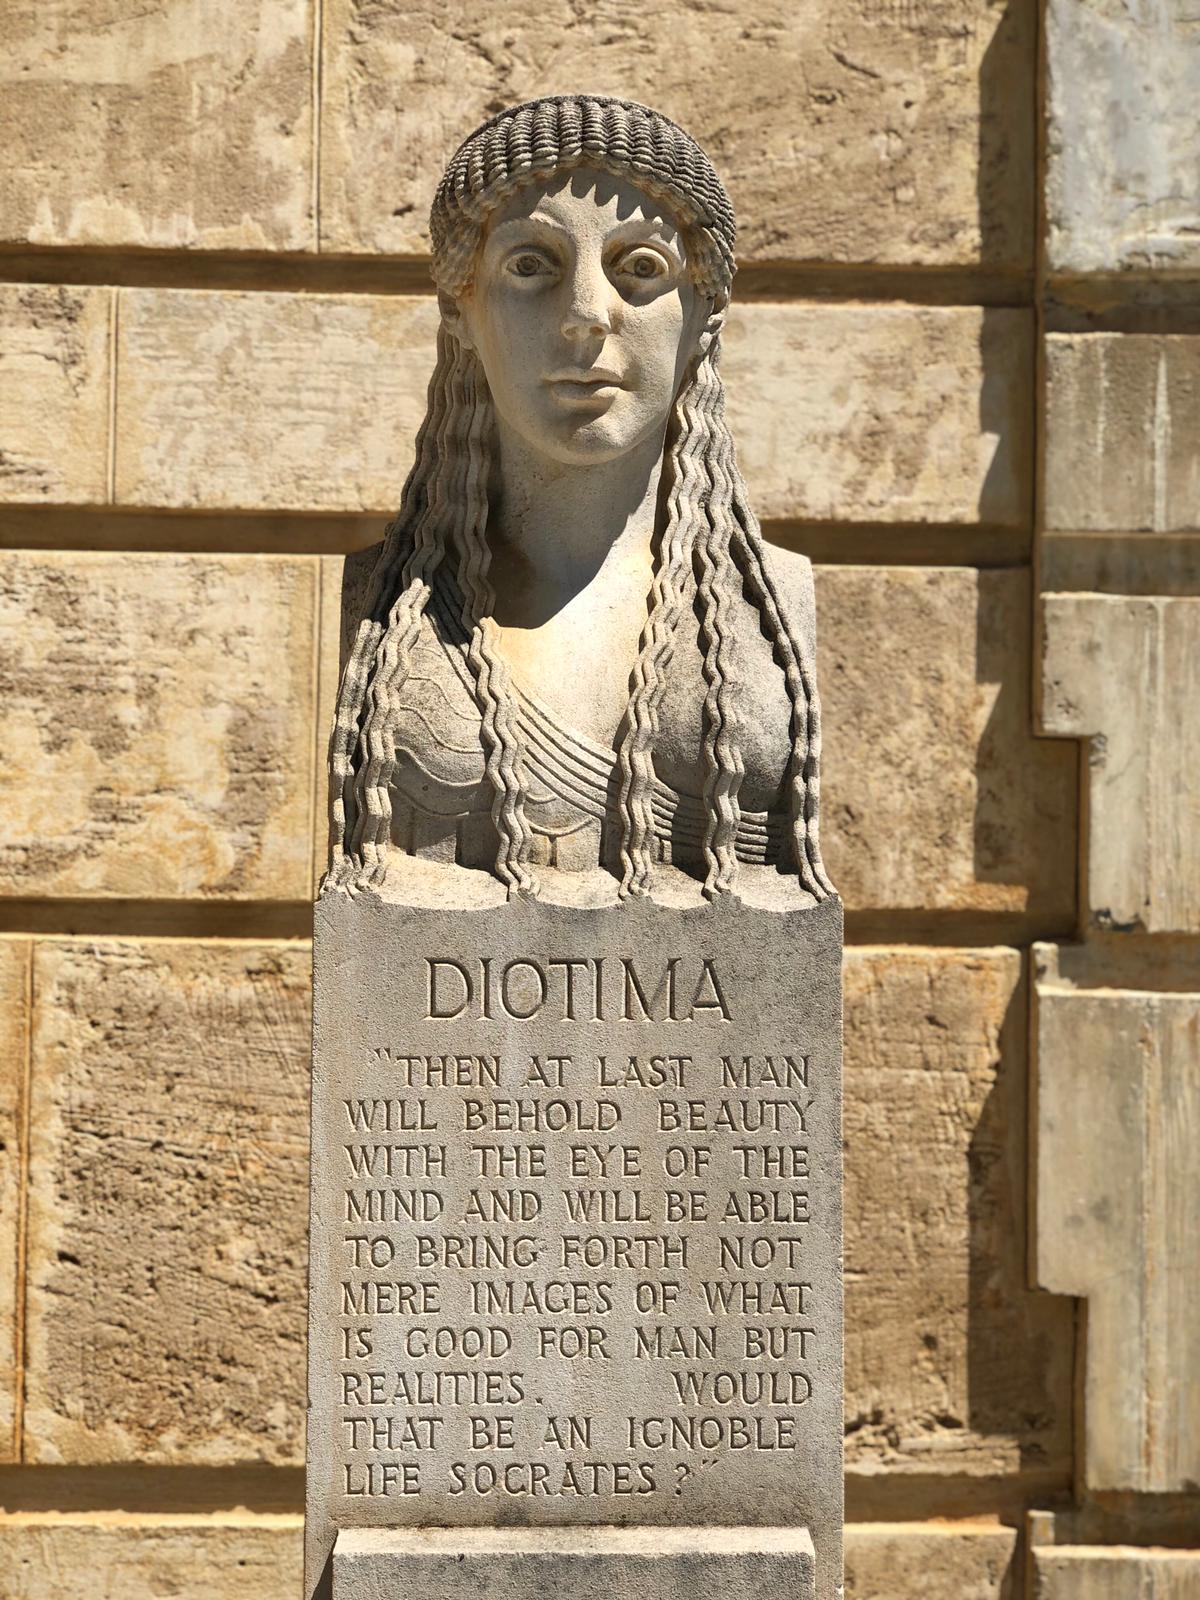 DIOTIMA
"THEN AT LAST MAN
WILL BEHOLD BEAUTY
WITH THE EYE OF THE
MIND AND WILL BE ABLE
TO BRING FORTH NOT
MERE IMAGES OF WHAT
IS GOOD FOR MAN BUT
REALITIES. WOULD
THAT BE AN IGNOBLE
LIFE SOCRATES?"